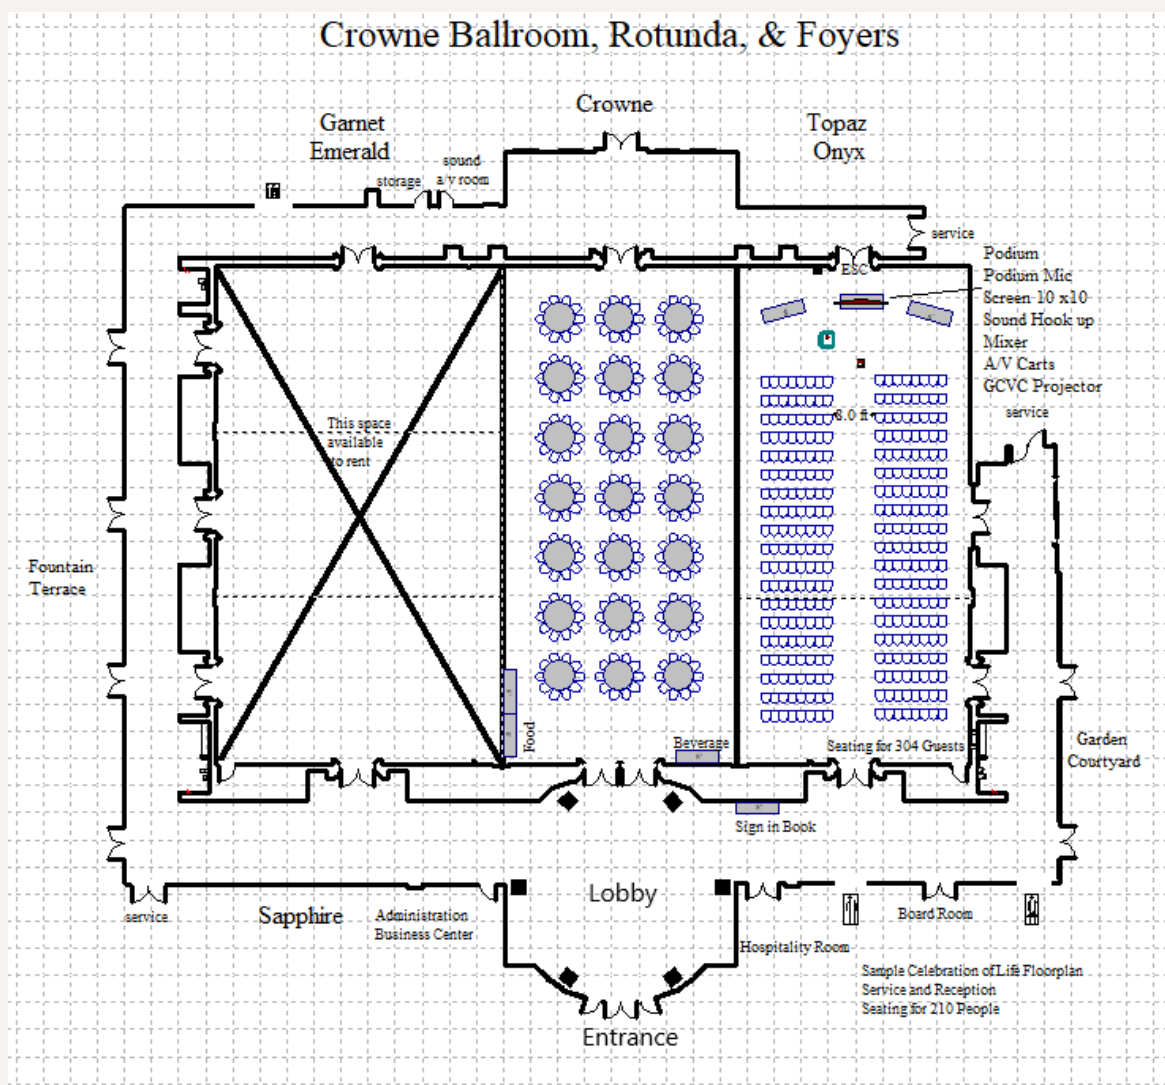 Crowne Ballroom, Rotunda, & Foyers
Crowne
Garnet
Emerald
Topaz
Onyx
sound
a/v room
storage
service
ESC
Podium
Podium Mic
Screen 10 x10
Sound Hook up
Mixer
A/V Carts
GCVC Projector
service
8.0 ft
This space
available
to rent
Fountain
Terrace
Food
Beverage
Seating for 304 Guests
Garden
Courtyard
Sign in Book
Lobby
service
Sapphire
Administration
Business Center
Board Room
Hospitality Room
Sample Celebration of Life Floorplan
Service and Reception
Seating for 210 People
Entrance